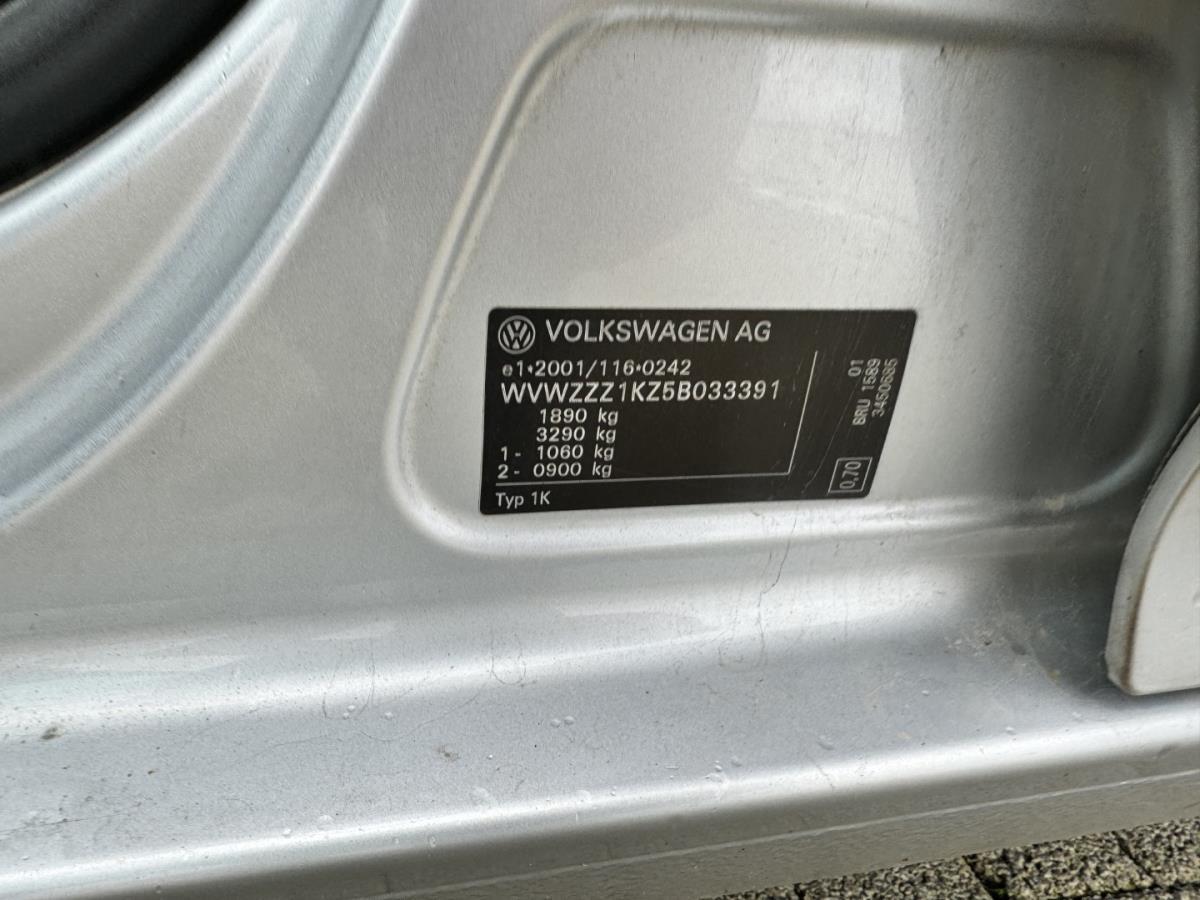 VOLKSWAGEN AG
e1*2001/116*0242
WVWZZZ1KZ5B033391
1890 kg
3290 kg
1- 1060 kg
2- 0900 kg
Typ 1K
01
BRU 1589
3450685
0.70